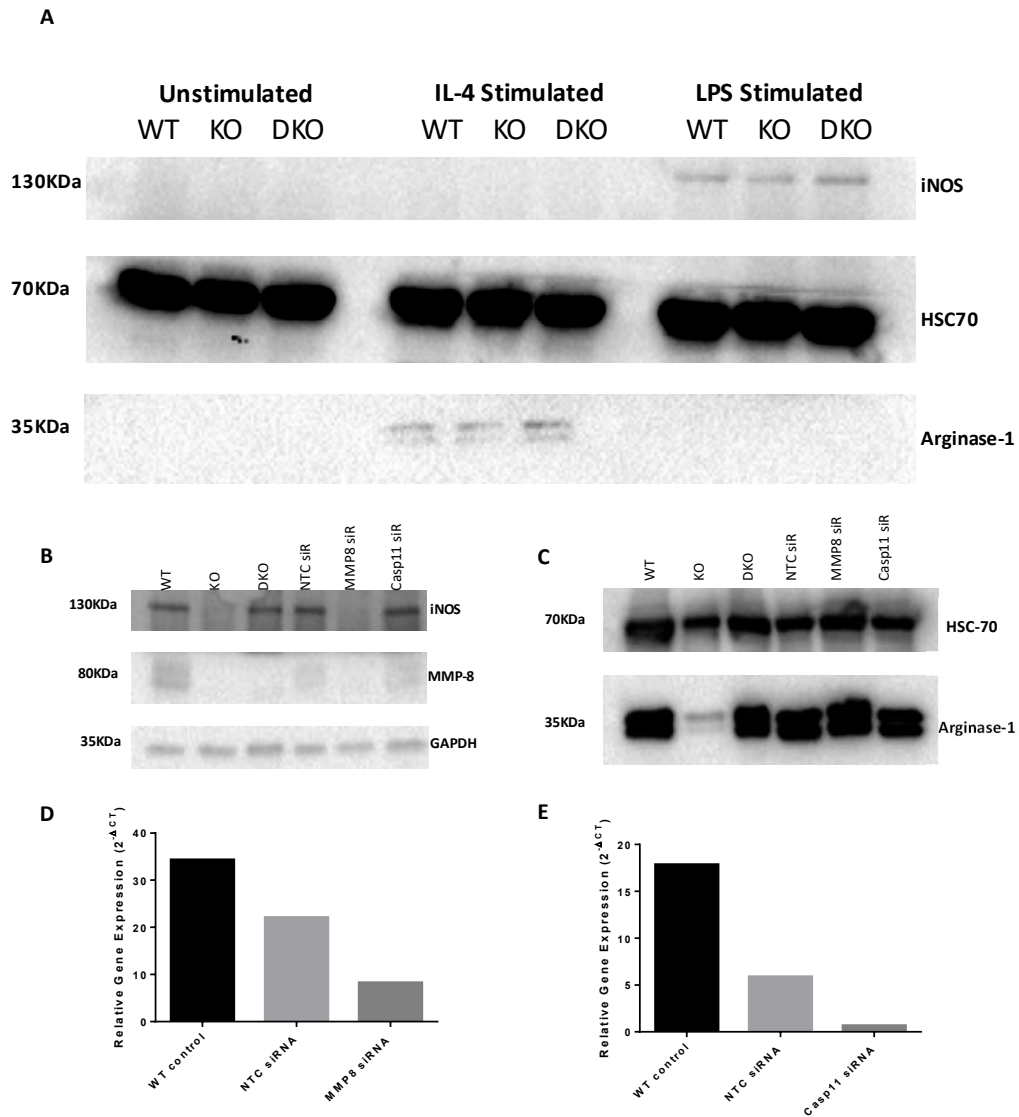 A
Unstimulated IL-4 Stimulated LPS Stimulated
WT KO DKO WT KO DKO WT KO DKO
130KDa iNOS
70KDa HSC70
35KDa Arginase-1
B
WT KO DKO NTC siR MMP8 siR Casp11 siR
130KDa iNOS
80KDa MMP-8
35KDa GAPDH
C
WT KO DKO NTC siR MMP8 siR Casp11 siR
70KDa HSC-70
35KDa Arginase-1
D
Relative Gene Expression (2^-ΔCT)
40
30
20
10
0
WT control NTC siRNA MMP8 siRNA
E
Relative Gene Expression (2^-ΔCT)
20
15
10
5
0
WT control NTC siRNA Casp11 siRNA